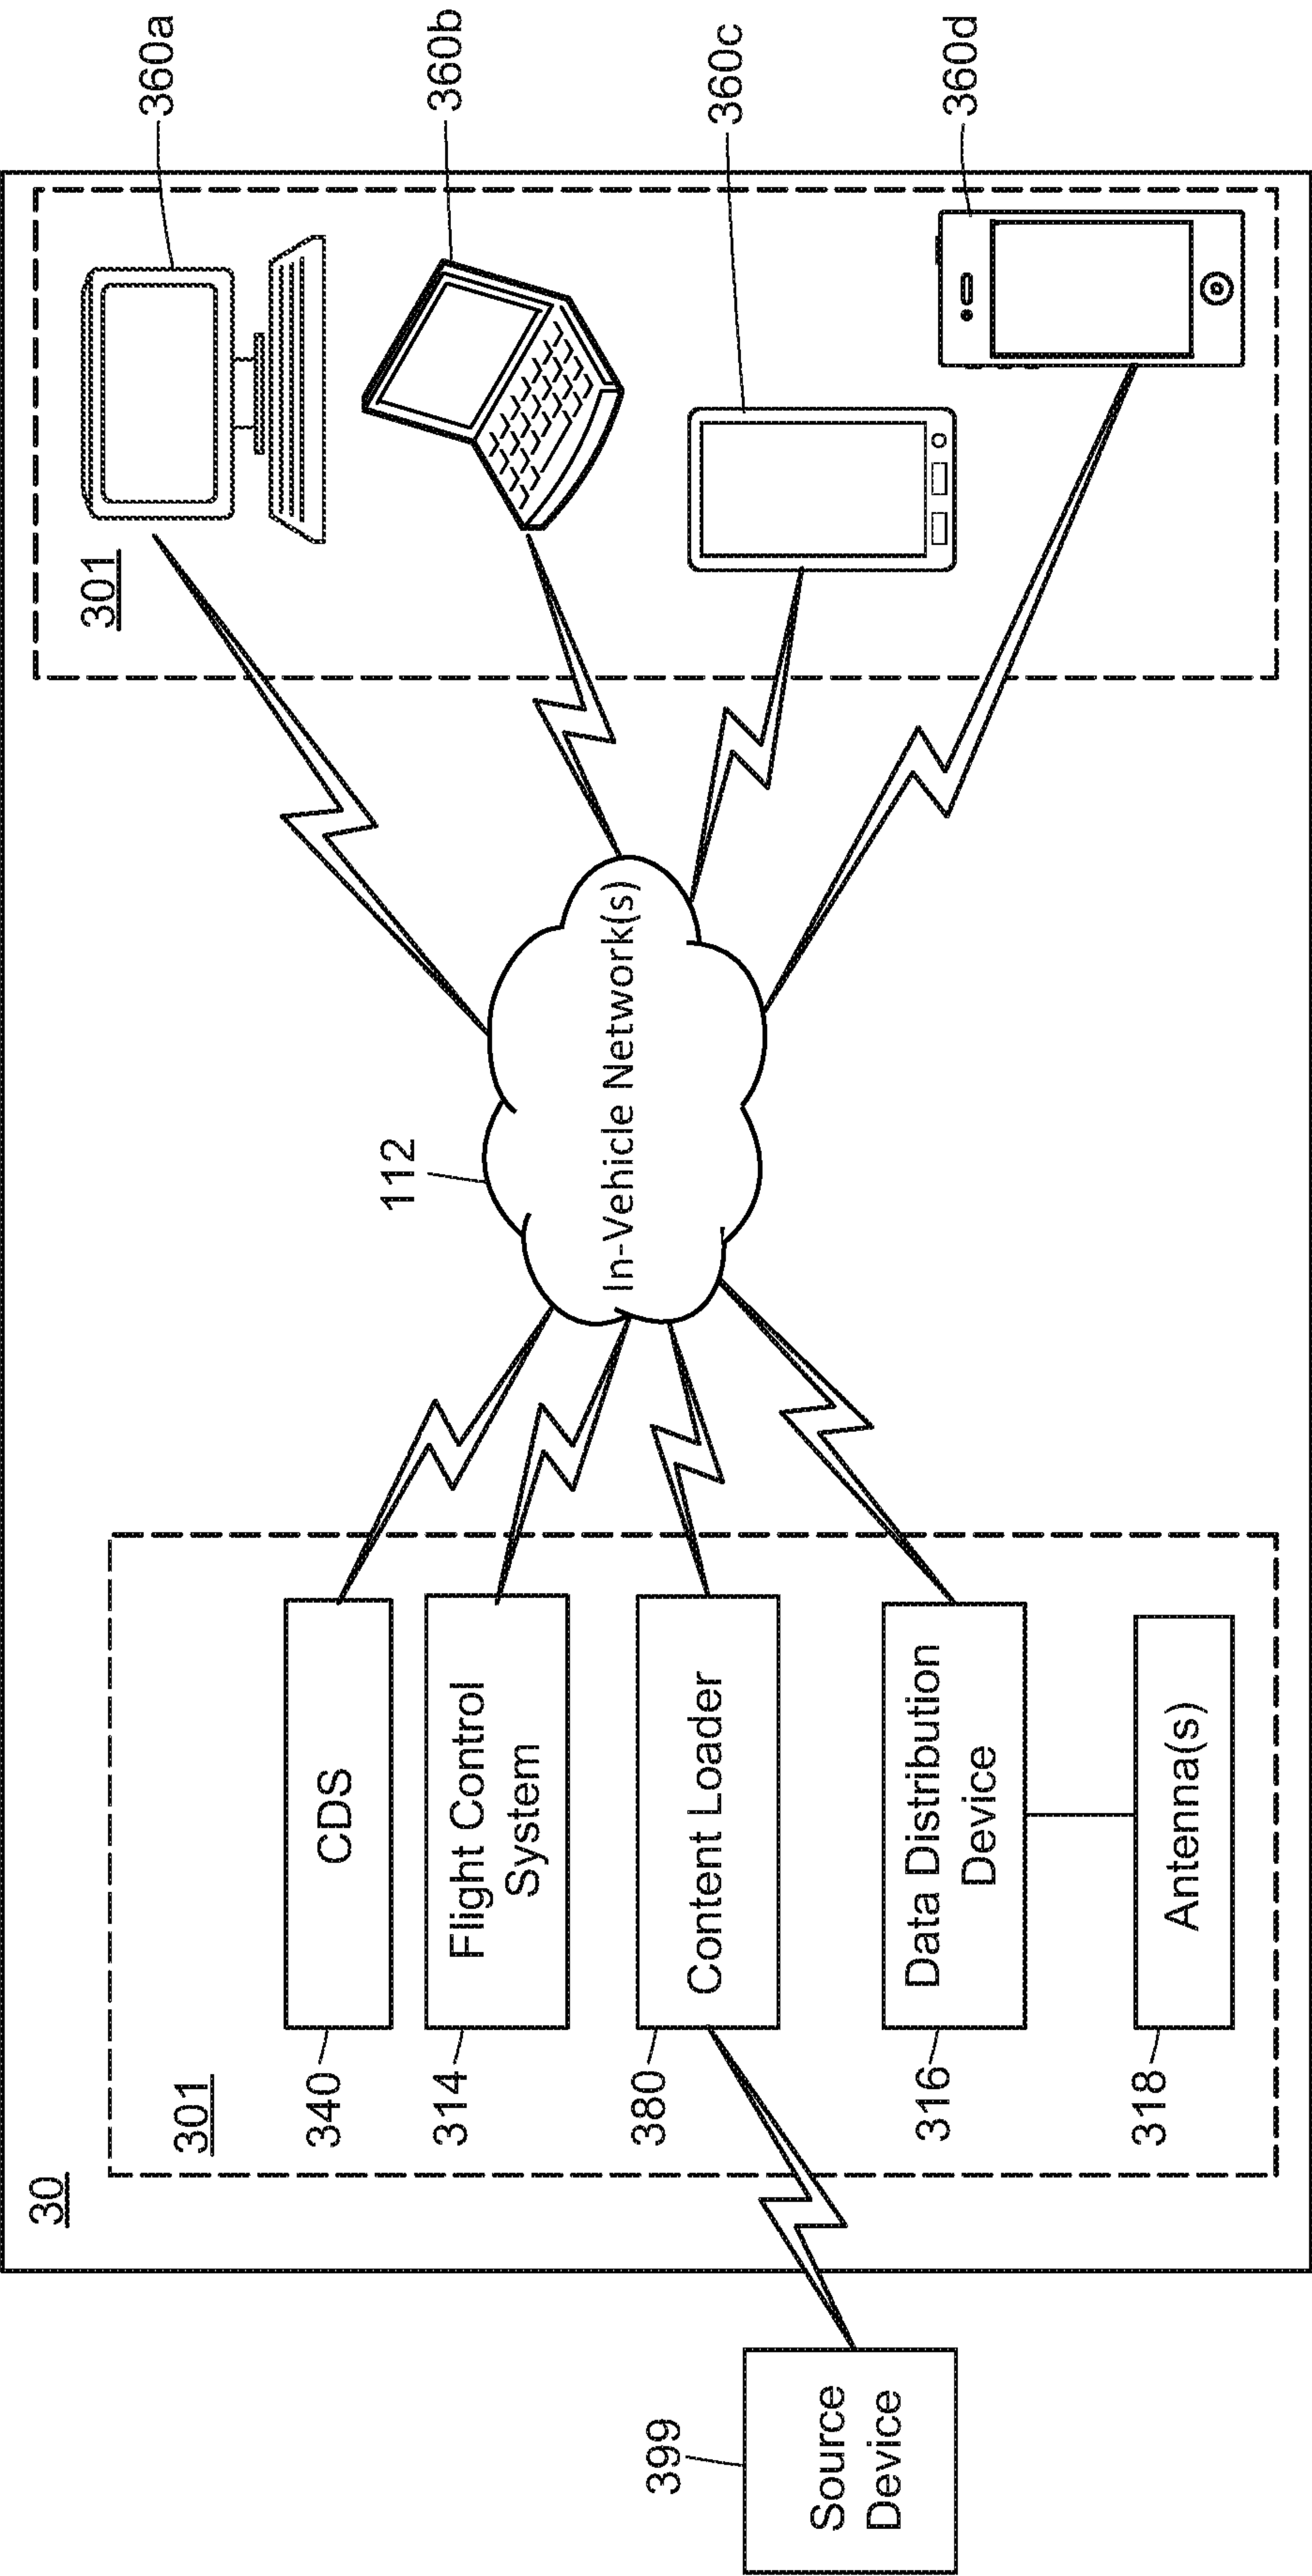 30
301
340
CDS
314
Flight Control
System
380
Content Loader
316
Data Distribution
Device
318
Antenna(s)
399
Source
Device
112
In-Vehicle Network(s)
301
360a
360b
360c
360d